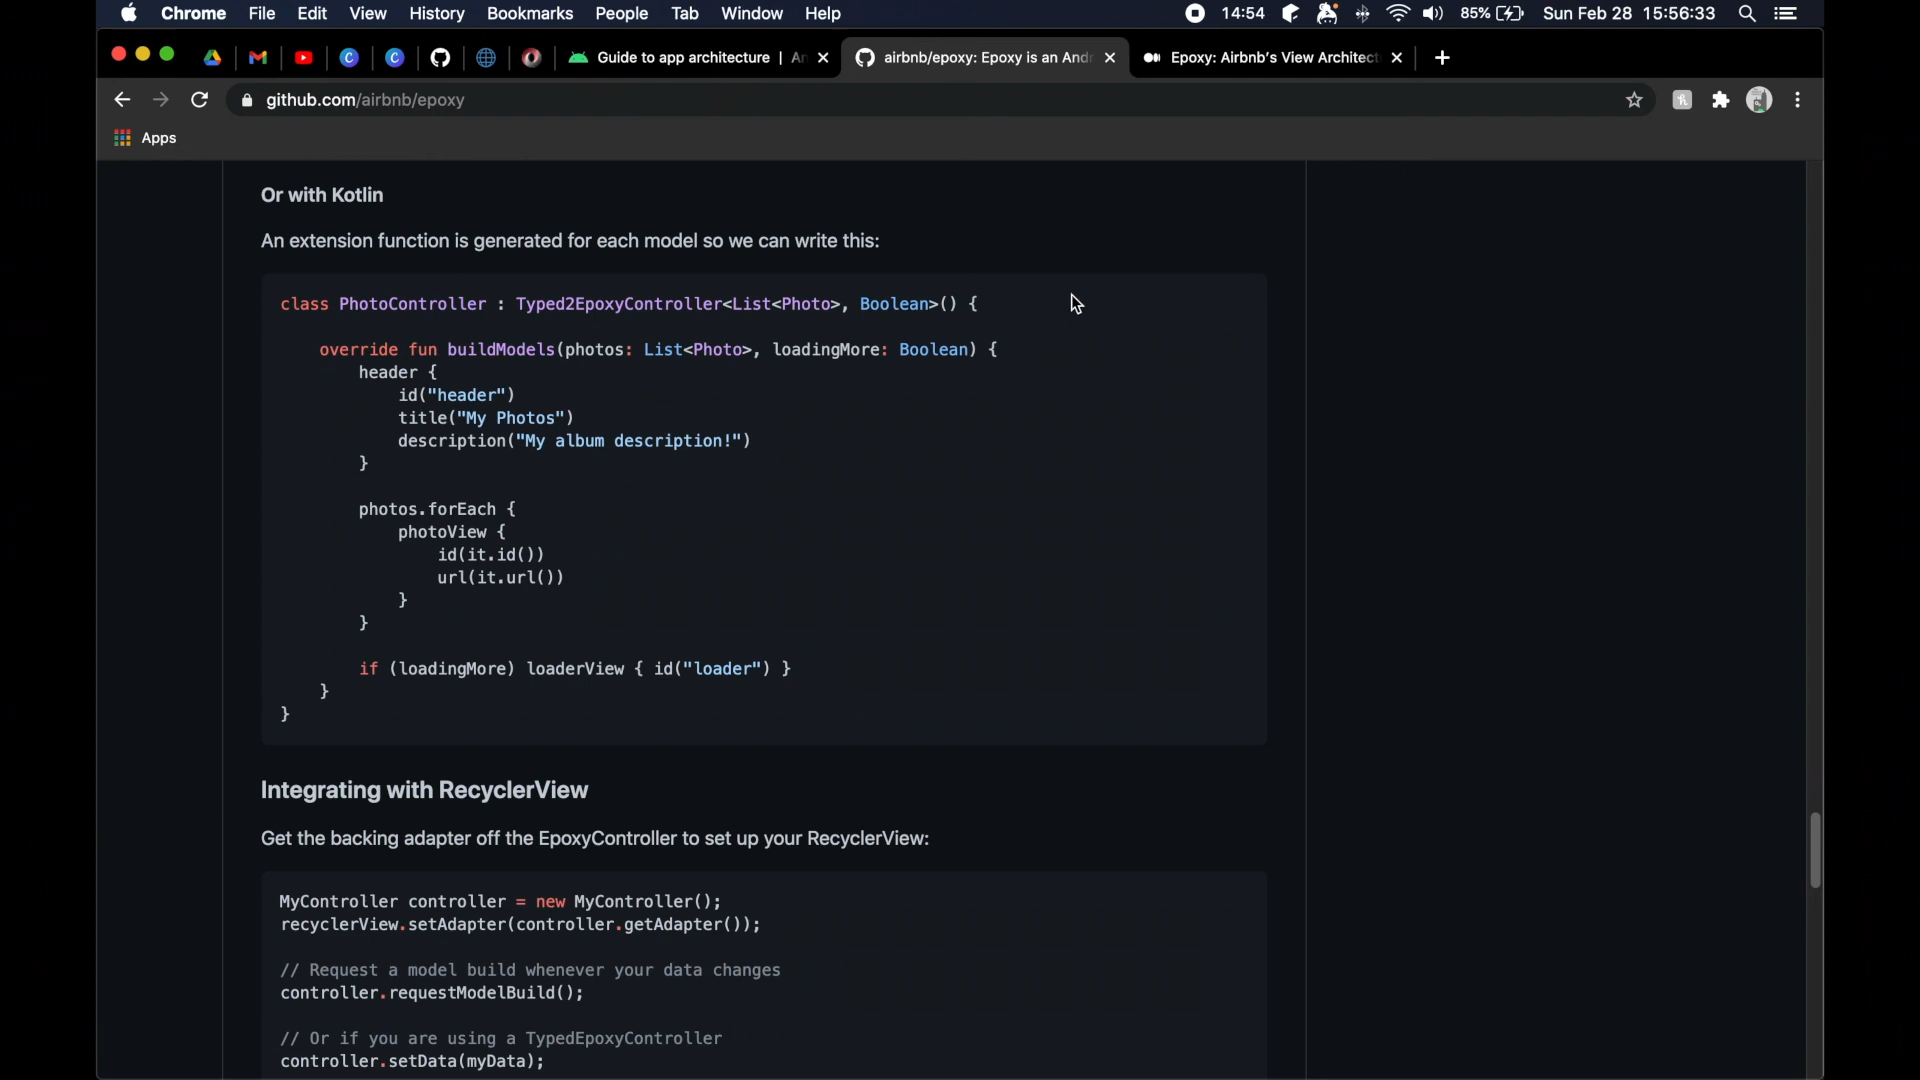 Chrome File Edit View History Bookmarks People Tab Window Help 14:54 85% Sun Feb 28 15:56:33
Guide to app architecture | An airbnb/epoxy: Epoxy is an Andr Epoxy: Airbnb's View Architect
github.com/airbnb/epoxy
Apps
Or with Kotlin
An extension function is generated for each model so we can write this:
class PhotoController : Typed2EpoxyController<List<Photo>, Boolean>() {
override fun buildModels(photos: List<Photo>, loadingMore: Boolean) {
header {
id("header")
title("My Photos")
description("My album description!")
}
photos.forEach {
photoView {
id(it.id())
url(it.url())
}
}
if (loadingMore) loaderView { id("loader") }
}
}
Integrating with RecyclerView
Get the backing adapter off the EpoxyController to set up your RecyclerView:
MyController controller = new MyController();
recyclerView.setAdapter(controller.getAdapter());
// Request a model build whenever your data changes
controller.requestModelBuild();
// Or if you are using a TypedEpoxyController
controller.setData(myData);